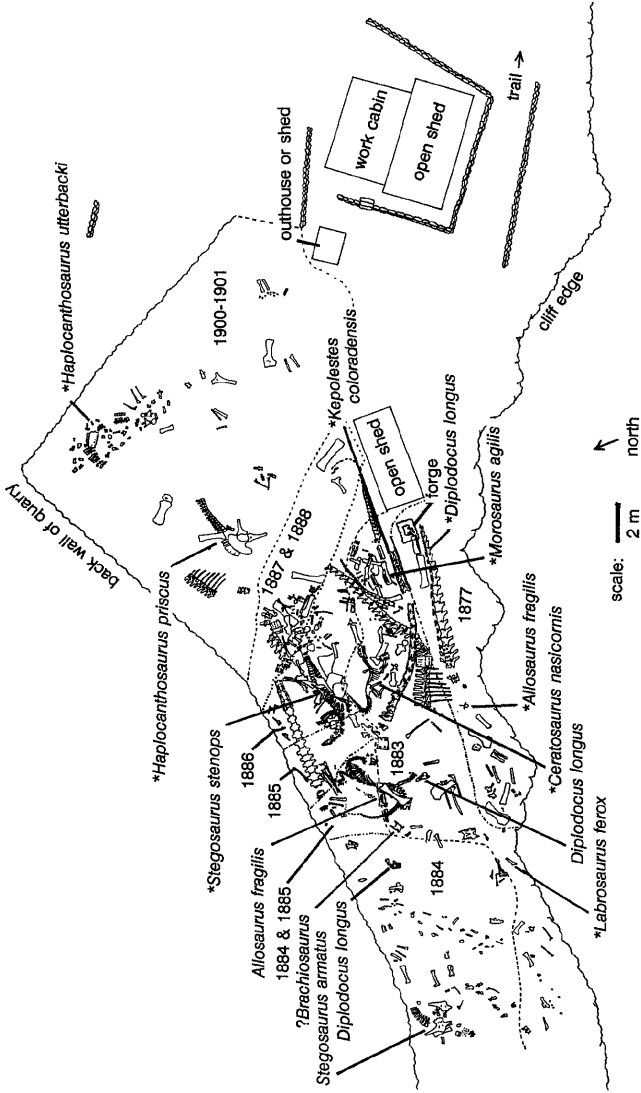 *Haplocanthosaurus utterbacki
back wall of quarry
*Haplocanthosaurus priscus
*Stegosaurus stenops
1886
1885
Allosaurus fragilis
1884 & 1885
?Brachiosaurus
Stegosaurus armatus
Diplodocus longus
1900-1901
1887 & 1888
1883
1884
1877
outhouse or shed
work cabin
open shed
trail
*Kepolestes
coloradensis
open shed
forge
*Diplodocus longus
*Morosaurus agilis
*Allosaurus fragilis
*Ceratosaurus nasicornis
Diplodocus longus
*Labrosaurus ferox
cliff edge
scale:
2 m
north